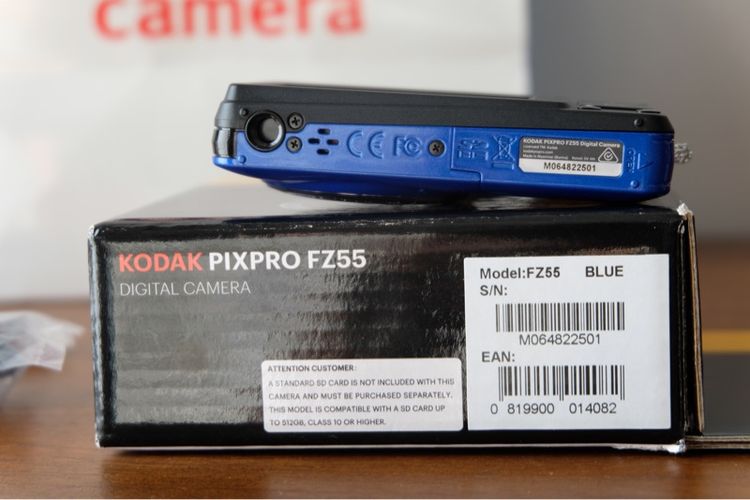 camera
KODAK PIXPRO FZ55 Digital Camera
M064822501
KODAK PIXPRO FZ55
DIGITAL CAMERA
Model:FZ55 BLUE
S/N:
M064822501
EAN:
0 819900 014082
ATTENTION CUSTOMER:
A STANDARD SD CARD IS NOT INCLUDED WITH THIS
CAMERA AND MUST BE PURCHASED SEPARATELY.
THIS MODEL IS COMPATIBLE WITH A SD CARD UP
TO 512GB, CLASS 10 OR HIGHER.